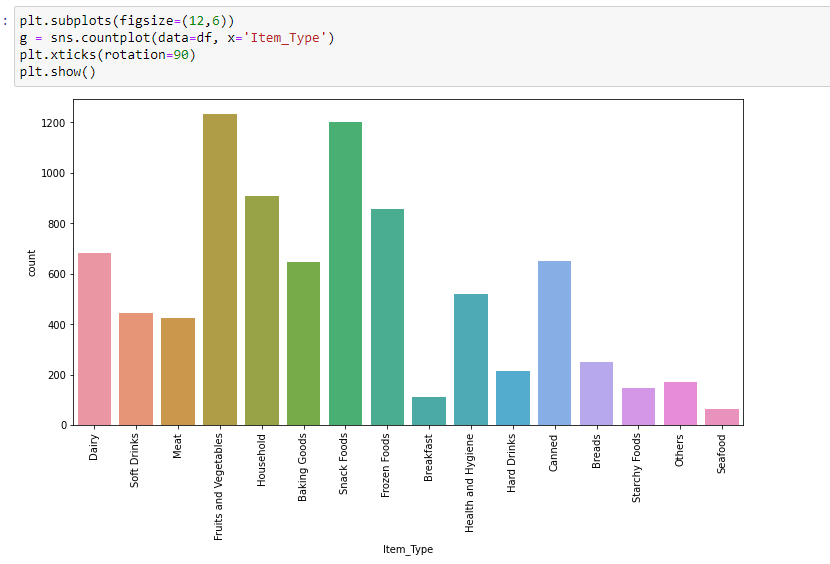 : plt.subplots(figsize=(12,6))
g = sns.countplot(data=df, x='Item_Type')
plt.xticks(rotation=90)
plt.show()
1200
1000
800
600
400
200
0
count
Dairy
Soft Drinks
Meat
Fruits and Vegetables
Household
Baking Goods
Snack Foods
Frozen Foods
Breakfast
Health and Hygiene
Hard Drinks
Canned
Breads
Starchy Foods
Others
Seafood
Item_Type